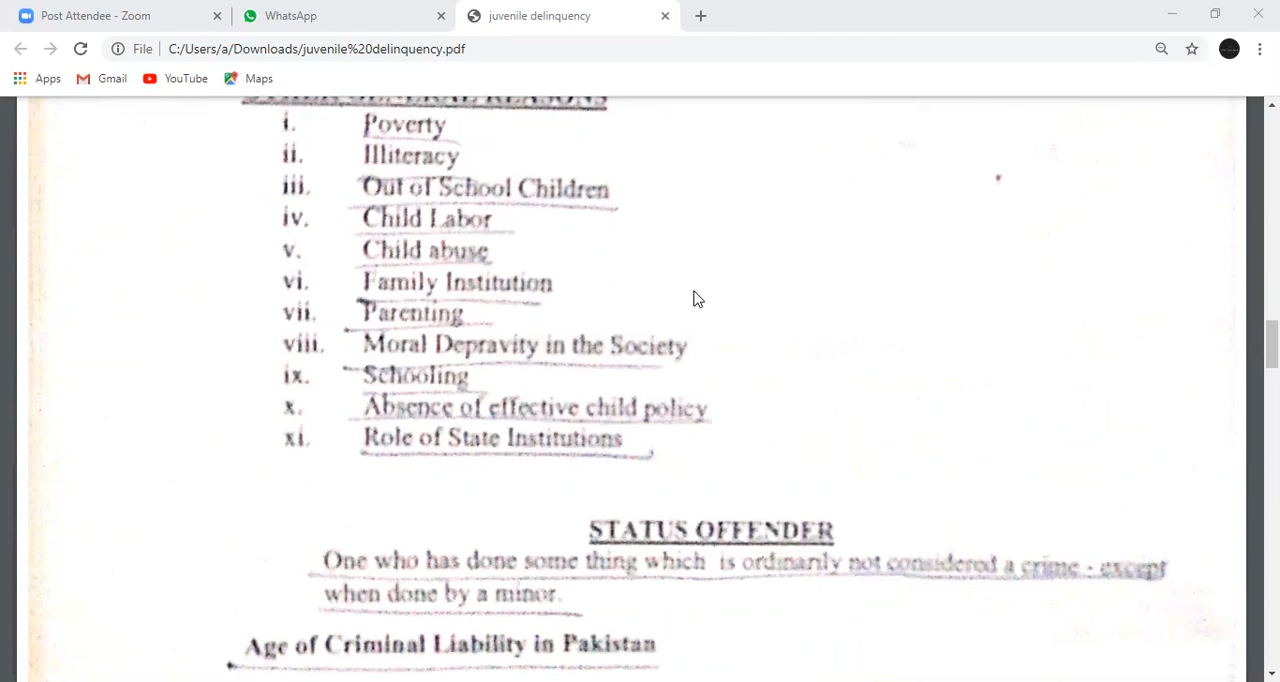 Post Attendee - Zoom
WhatsApp
juvenile delinquency
File
C:/Users/a/Downloads/juvenile%20delinquency.pdf
Apps
Gmail
YouTube
Maps
OTHER GENERAL REASONS
i. Poverty
ii. Illiteracy
iii. Out of School Children
iv. Child Labor
v. Child abuse
vi. Family Institution
vii. Parenting
viii. Moral Depravity in the Society
ix. Schooling
x. Absence of effective child policy
xi. Role of State Institutions
STATUS OFFENDER
One who has done some thing which is ordinarily not considered a crime - except
when done by a minor.
Age of Criminal Liability in Pakistan